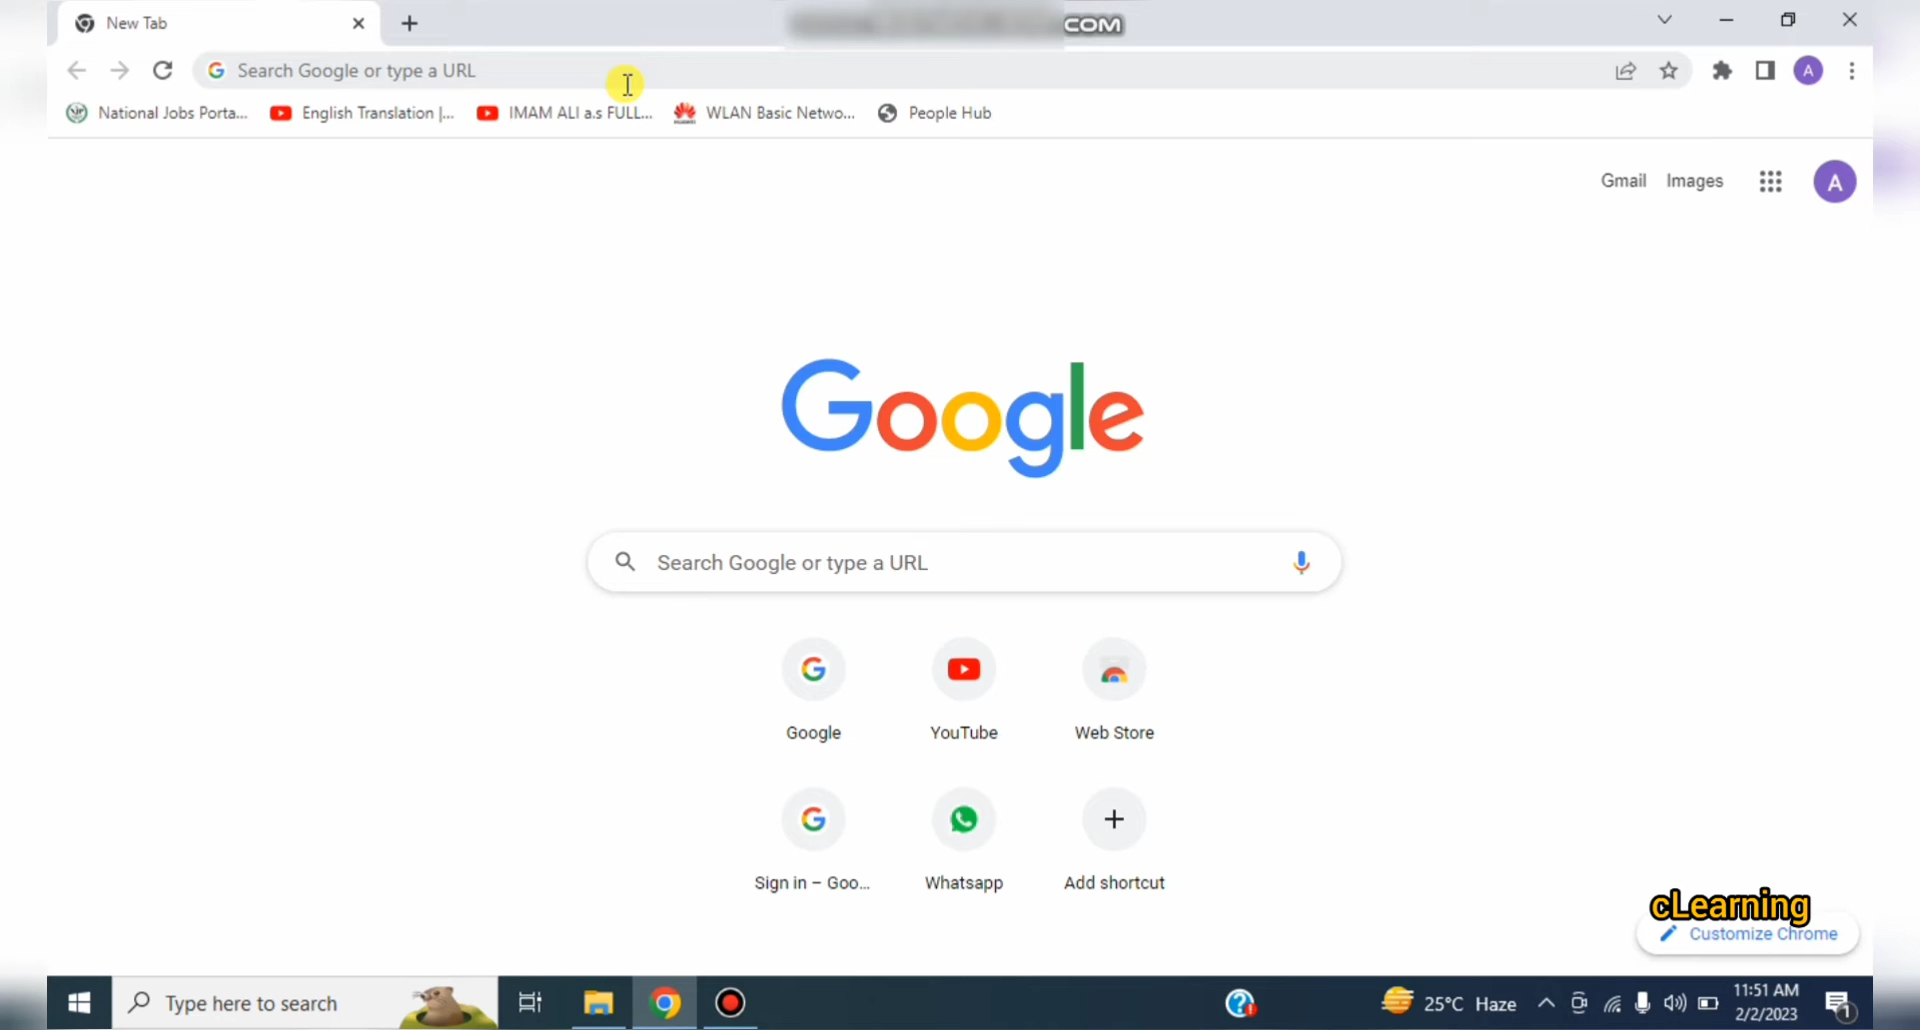 New Tab
COM
Search Google or type a URL
National Jobs Porta...
English Translation |...
IMAM ALI a.s FULL...
WLAN Basic Netwo...
People Hub
Gmail
Images
A
A
Google
Search Google or type a URL
Google
YouTube
Web Store
Sign in – Goo...
Whatsapp
Add shortcut
cLearning
Customize Chrome
Type here to search
25°C Haze
11:51 AM
2/2/2023
1